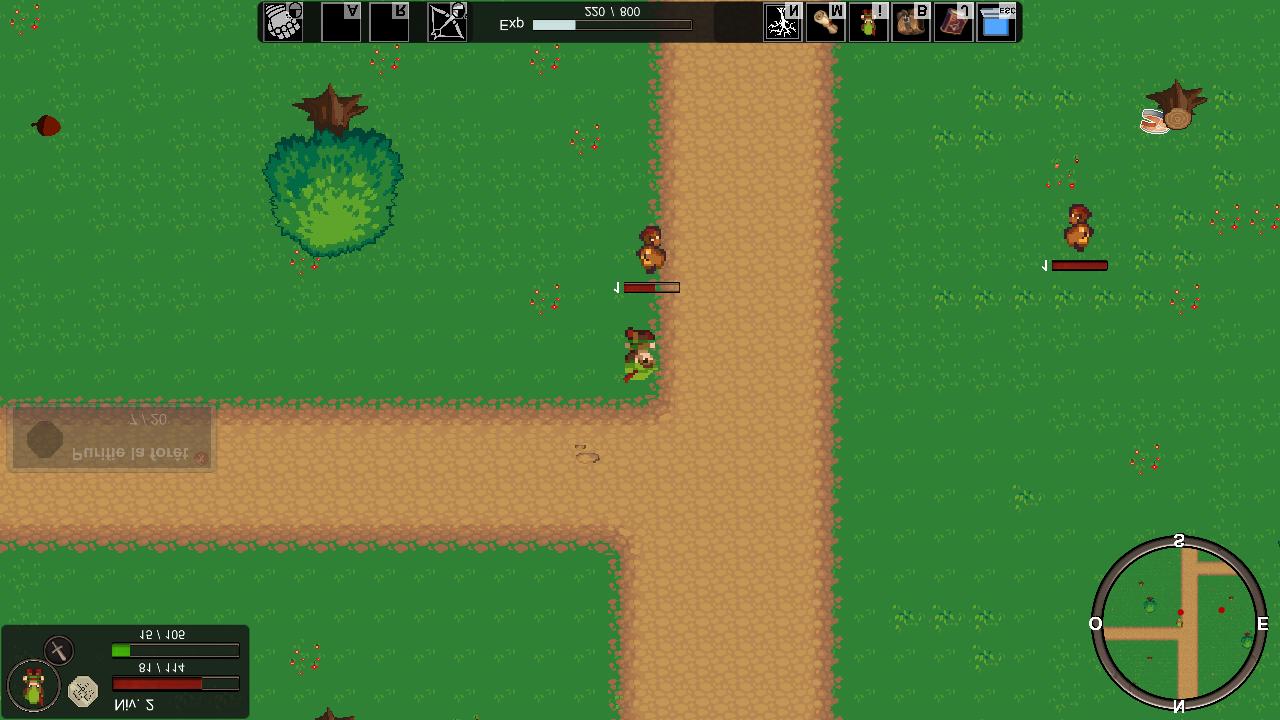 Niv. 2
81 / 114
15 / 105
N
O
E
S
Purifie la forêt
7 / 20
1
1
A
R
Exp
220 / 800
N
M
I
B
J
ESC